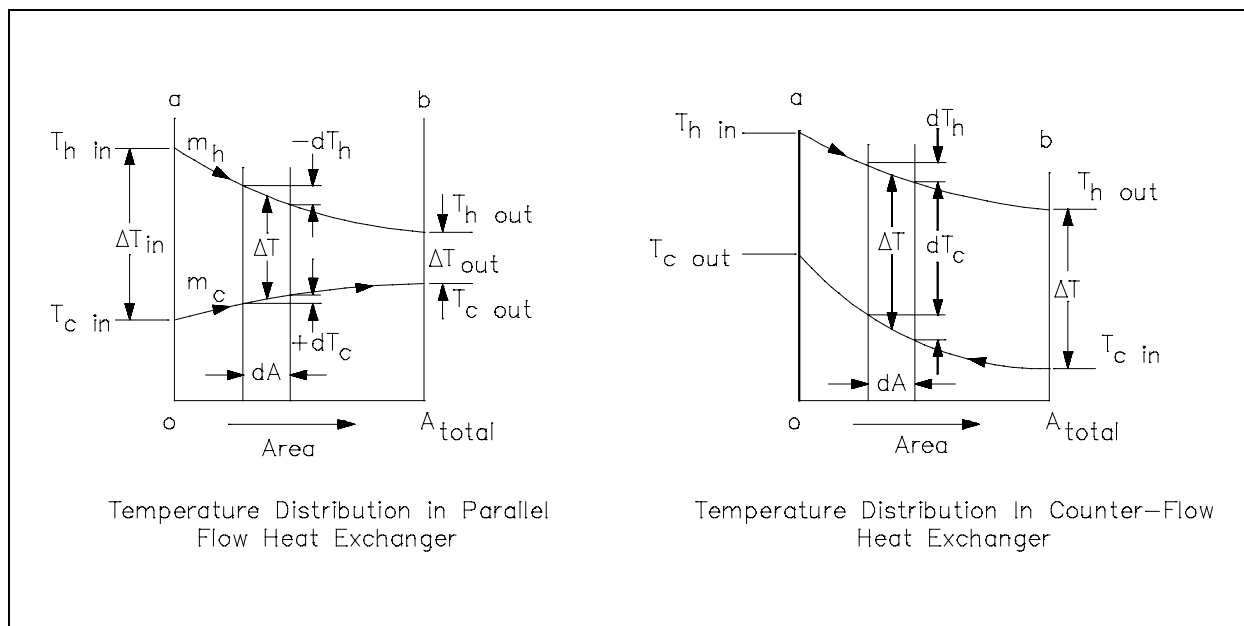 a
b
T_h in
m_h
-dT_h
T_h out
ΔT_in
ΔT
ΔT_out
m_c
T_c out
T_c in
+dT_c
dA
o
A_total
Area
Temperature Distribution in Parallel
Flow Heat Exchanger
a
dT_h
b
T_h in
T_h out
T_c out
ΔT
dT_c
ΔT
T_c in
dA
o
A_total
Area
Temperature Distribution In Counter-Flow
Heat Exchanger